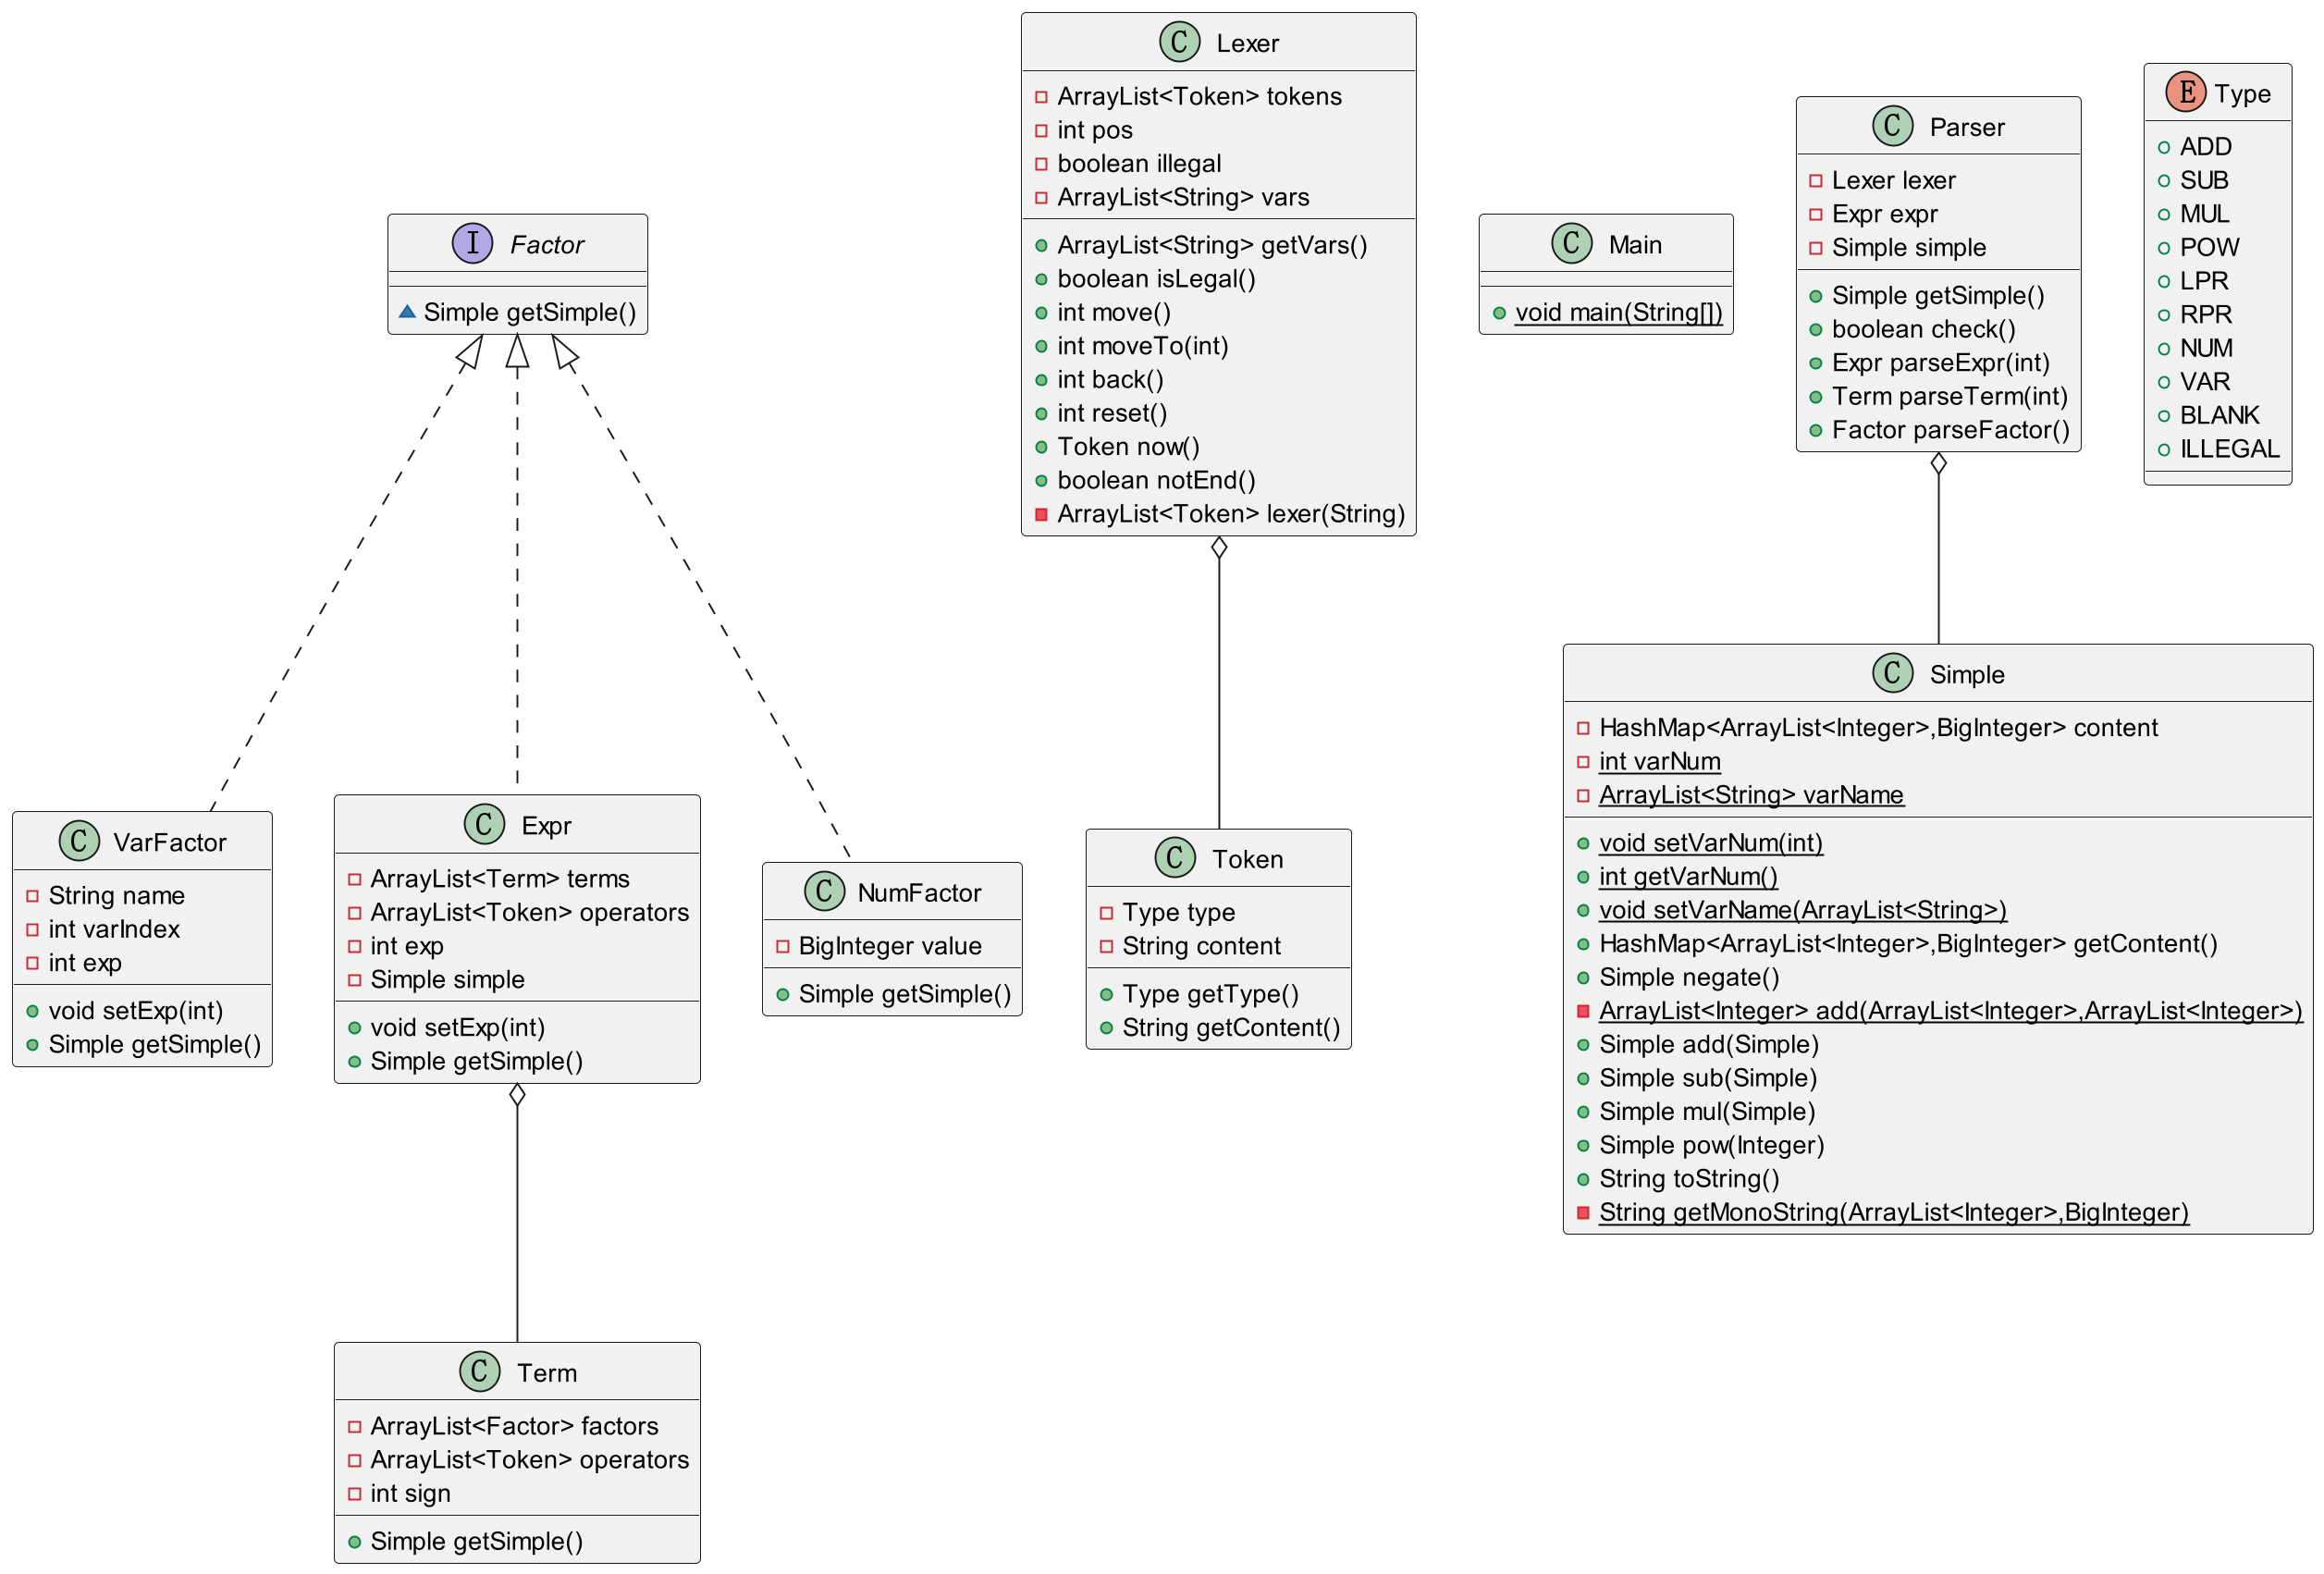 I Factor
Simple getSimple()
C VarFactor
String name
int varIndex
int exp
void setExp(int)
Simple getSimple()
C Expr
ArrayList<Term> terms
ArrayList<Token> operators
int exp
Simple simple
void setExp(int)
Simple getSimple()
C NumFactor
BigInteger value
Simple getSimple()
C Term
ArrayList<Factor> factors
ArrayList<Token> operators
int sign
Simple getSimple()
C Lexer
ArrayList<Token> tokens
int pos
boolean illegal
ArrayList<String> vars
ArrayList<String> getVars()
boolean isLegal()
int move()
int moveTo(int)
int back()
int reset()
Token now()
boolean notEnd()
ArrayList<Token> lexer(String)
C Token
Type type
String content
Type getType()
String getContent()
C Main
void main(String[])
C Parser
Lexer lexer
Expr expr
Simple simple
Simple getSimple()
boolean check()
Expr parseExpr(int)
Term parseTerm(int)
Factor parseFactor()
C Simple
HashMap<ArrayList<Integer>,BigInteger> content
int varNum
ArrayList<String> varName
void setVarNum(int)
int getVarNum()
void setVarName(ArrayList<String>)
HashMap<ArrayList<Integer>,BigInteger> getContent()
Simple negate()
ArrayList<Integer> add(ArrayList<Integer>,ArrayList<Integer>)
Simple add(Simple)
Simple sub(Simple)
Simple mul(Simple)
Simple pow(Integer)
String toString()
String getMonoString(ArrayList<Integer>,BigInteger)
E Type
ADD
SUB
MUL
POW
LPR
RPR
NUM
VAR
BLANK
ILLEGAL